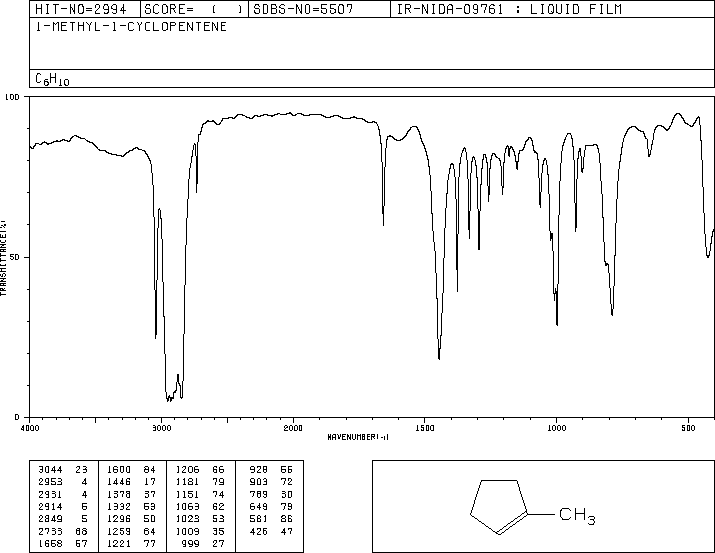 HIT-NO=2994 SCORE= ( ) SDBS-NO=5507 IR-NIDA-09761 : LIQUID FILM
1-METHYL-1-CYCLOPENTENE
C6H10
100
50
0
TRANSMITTANCE(%)
4000 3000 2000 1500 1000 500
WAVENUMBER(-1)
3044 23 1600 84 1206 66 928 55
2953 4 1446 17 1181 79 903 72
2931 4 1378 37 1151 74 789 30
2914 5 1332 53 1063 62 649 79
2849 5 1296 50 1023 53 581 86
2733 68 1259 64 1009 35 426 47
1658 57 1221 77 999 27
CH3